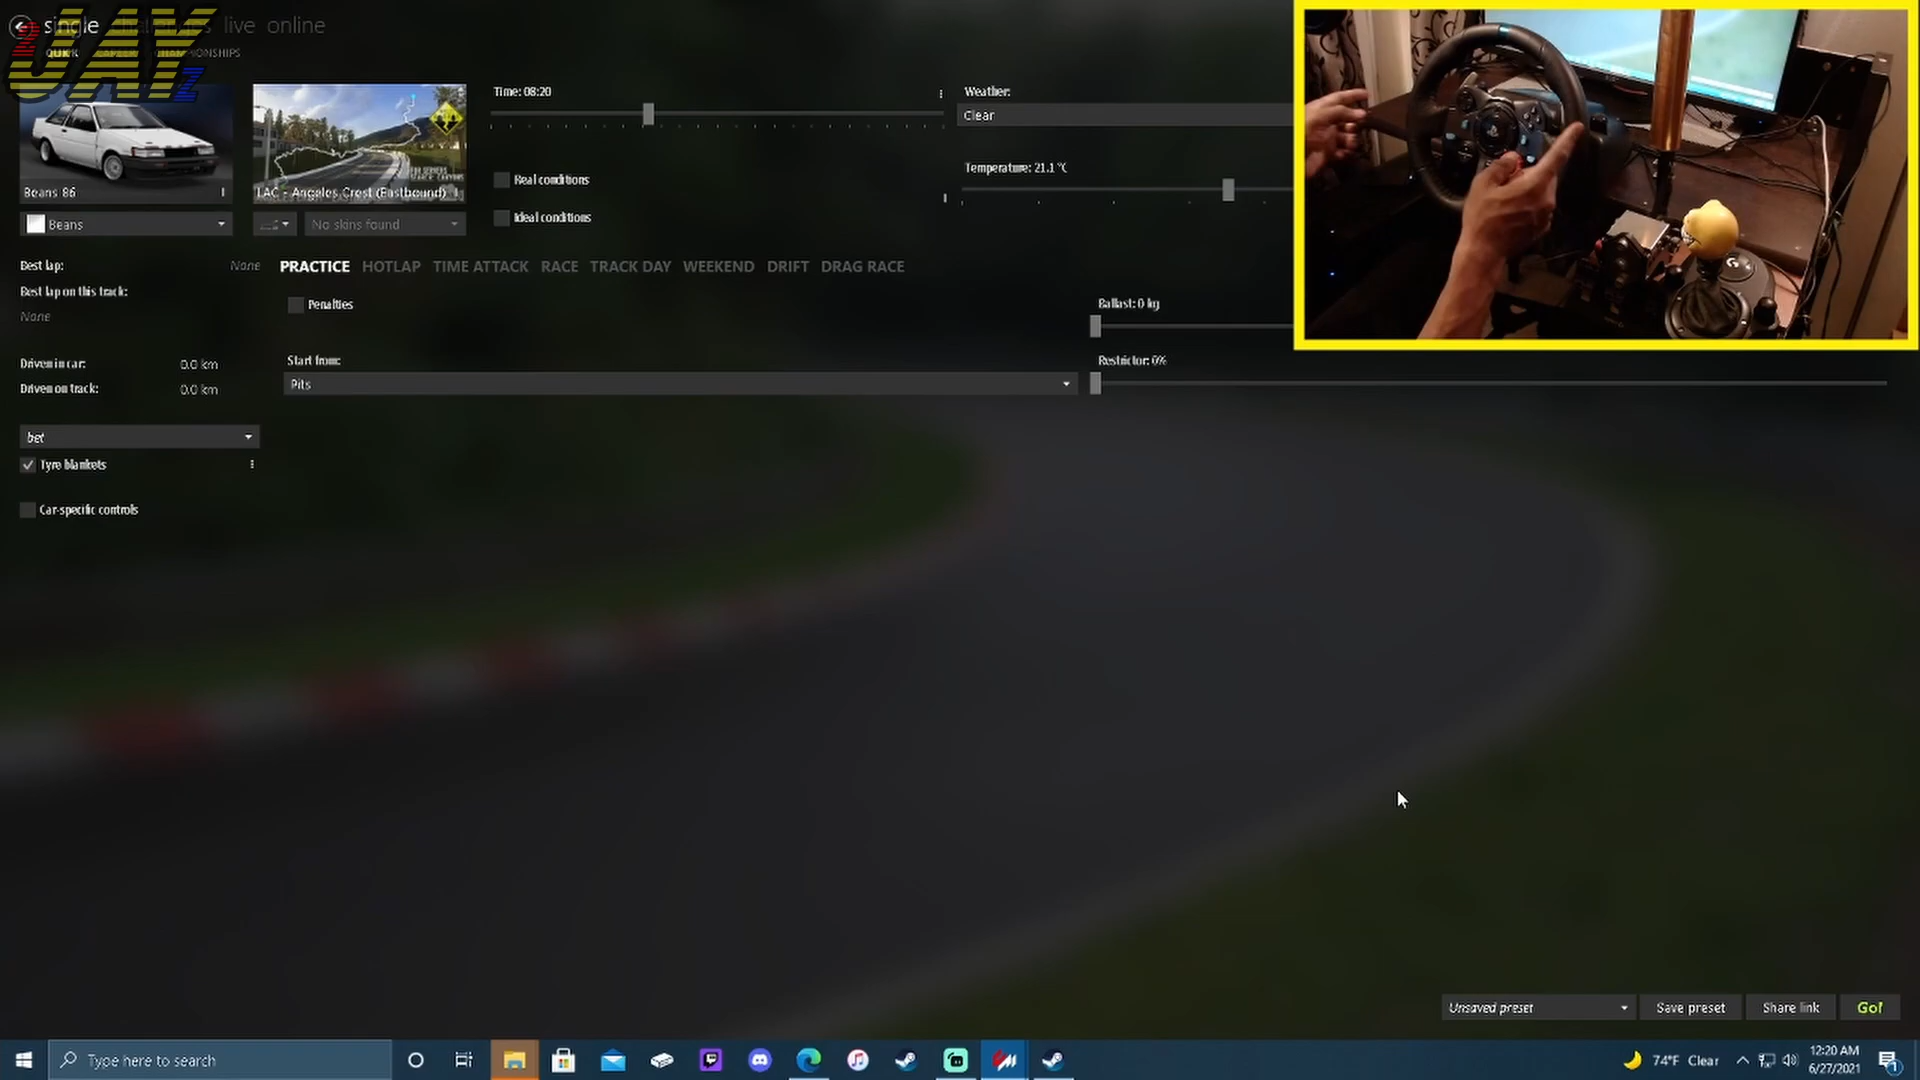 single live online
JAY
Z
Beans 86
LAC - Angeles Crest (Eastbound)
Beans
No skins found
Time: 08:20
Real conditions
Ideal conditions
Weather:
Clear
Temperature: 21.1 °C
Best lap:
None
Best lap on this track:
None
Driven in car:
0.0 km
Driven on track:
0.0 km
bet
Tyre blankets
Car-specific controls
PRACTICE HOTLAP TIME ATTACK RACE TRACK DAY WEEKEND DRIFT DRAG RACE
Penalties
Start from:
Pits
Ballast: 0 kg
Restrictor: 0%
Unsaved preset
Save preset
Share link
Go!
Type here to search
74°F Clear
12:20 AM
6/27/2021
1